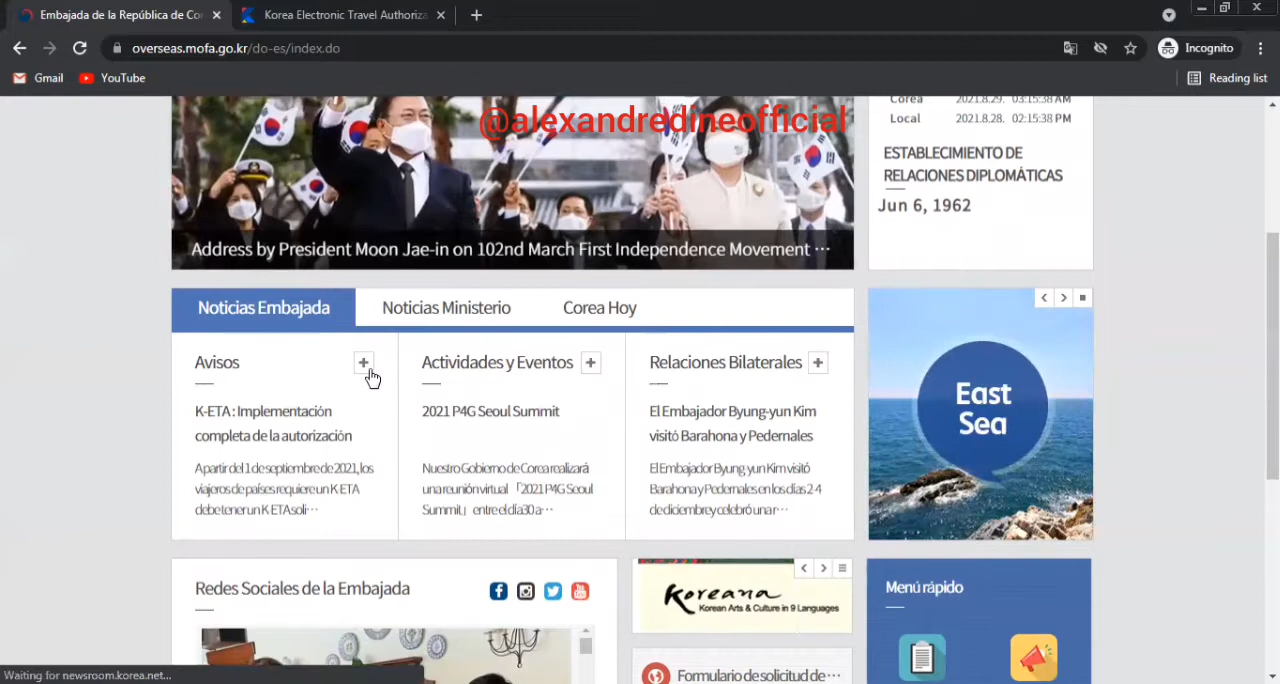 Embajada de la República de Co
Korea Electronic Travel Authoriza
overseas.mofa.go.kr/do-es/index.do
Incognito
Gmail
YouTube
Reading list
@alexandredineofficial
Address by President Moon Jae-in on 102nd March First Independence Movement ···
Corea 2021.8.29. 03:15:38 AM
Local 2021.8.28. 02:15:38 PM
ESTABLECIMIENTO DE
RELACIONES DIPLOMÁTICAS
Jun 6, 1962
Noticias Embajada
Noticias Ministerio
Corea Hoy
Avisos
K-ETA : Implementación
completa de la autorización
A partir del 1 de septiembre de 2021, los
viajeros de países requiere un K-ETA
debe tener un K-ETA soli···
Actividades y Eventos
2021 P4G Seoul Summit
Nuestro Gobierno de Corea realizará
una reunión virtual 「2021 P4G Seoul
Summit」 entre el día 30 a···
Relaciones Bilaterales
El Embajador Byung-yun Kim
visitó Barahona y Pedernales
El Embajador Byung-yun Kim visitó
Barahona y Pedernales en los días 2-4
de diciembre y celebró una r···
East
Sea
Redes Sociales de la Embajada
Koreana
Korean Arts & Culture in 9 Languages
Formulario de solicitud de···
Menú rápido
Waiting for newsroom.korea.net...